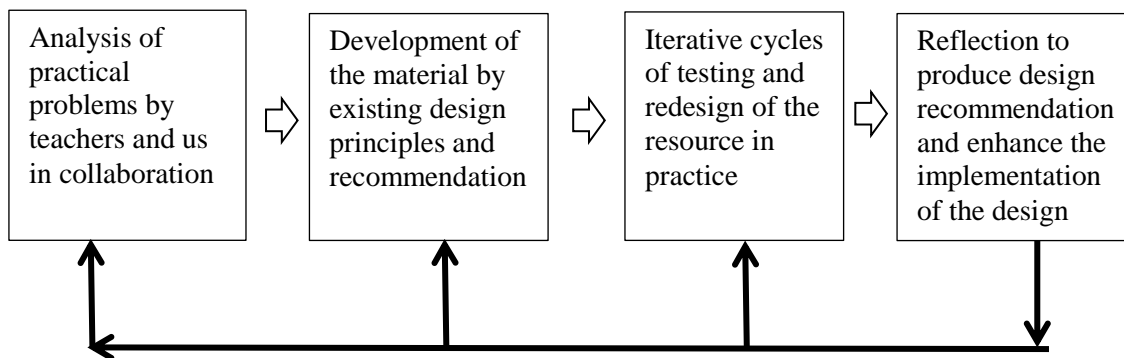 Analysis of
practical
problems by
teachers and us
in collaboration
Development of
the material by
existing design
principles and
recommendation
Iterative cycles
of testing and
redesign of the
resource in
practice
Reflection to
produce design
recommendation
and enhance the
implementation
of the design